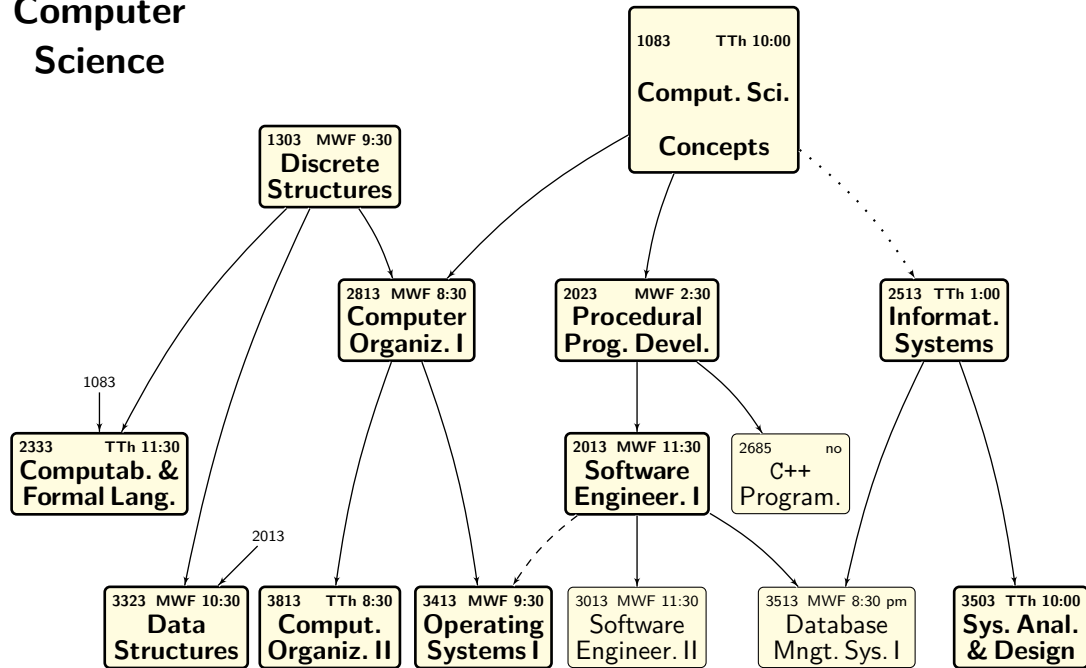 Computer
Science
1083 TTh 10:00
Comput. Sci.
Concepts
1303 MWF 9:30
Discrete
Structures
2813 MWF 8:30
Computer
Organiz. I
2023 MWF 2:30
Procedural
Prog. Devel.
2513 TTh 1:00
Informat.
Systems
1083
2333 TTh 11:30
Computab. &
Formal Lang.
2013 MWF 11:30
Software
Engineer. I
2685 no
C++
Program.
2013
3323 MWF 10:30
Data
Structures
3813 TTh 8:30
Comput.
Organiz. II
3413 MWF 9:30
Operating
Systems I
3013 MWF 11:30
Software
Engineer. II
3513 MWF 8:30 pm
Database
Mngt. Sys. I
3503 TTh 10:00
Sys. Anal.
& Design